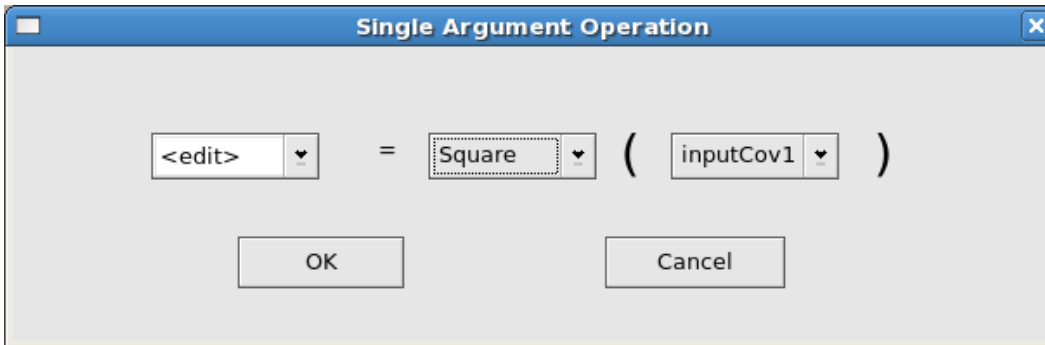 Single Argument Operation
<edit> = Square ( inputCov1 )
OK Cancel